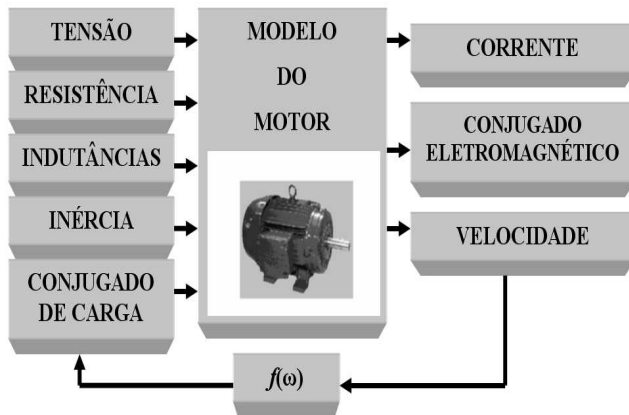 TENSÃO
RESISTÊNCIA
INDUTÂNCIAS
INÉRCIA
CONJUGADO
DE CARGA
MODELO
DO
MOTOR
CORRENTE
CONJUGADO
ELETROMAGNÉTICO
VELOCIDADE
f(ω)